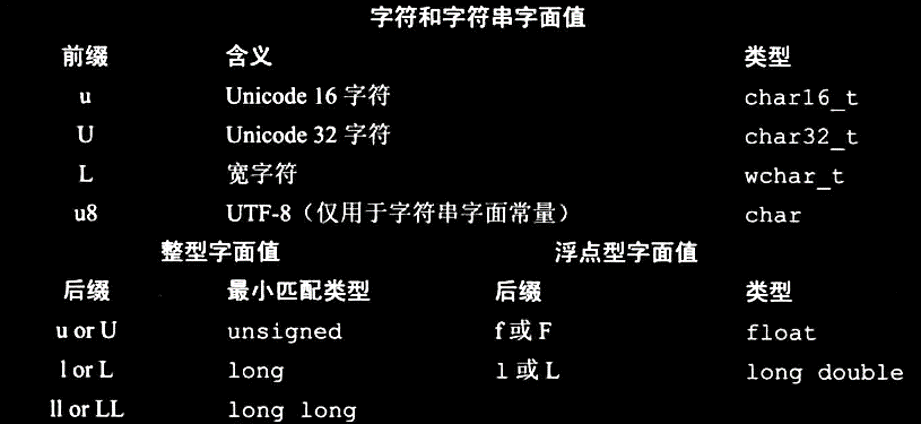 字符和字符串字面值
前缀 含义 类型
u Unicode 16 字符 char16_t
U Unicode 32 字符 char32_t
L 宽字符 wchar_t
u8 UTF-8（仅用于字符串字面常量） char
整型字面值 浮点型字面值
后缀 最小匹配类型 后缀 类型
u or U unsigned f 或 F float
l or L long l 或 L long double
ll or LL long long